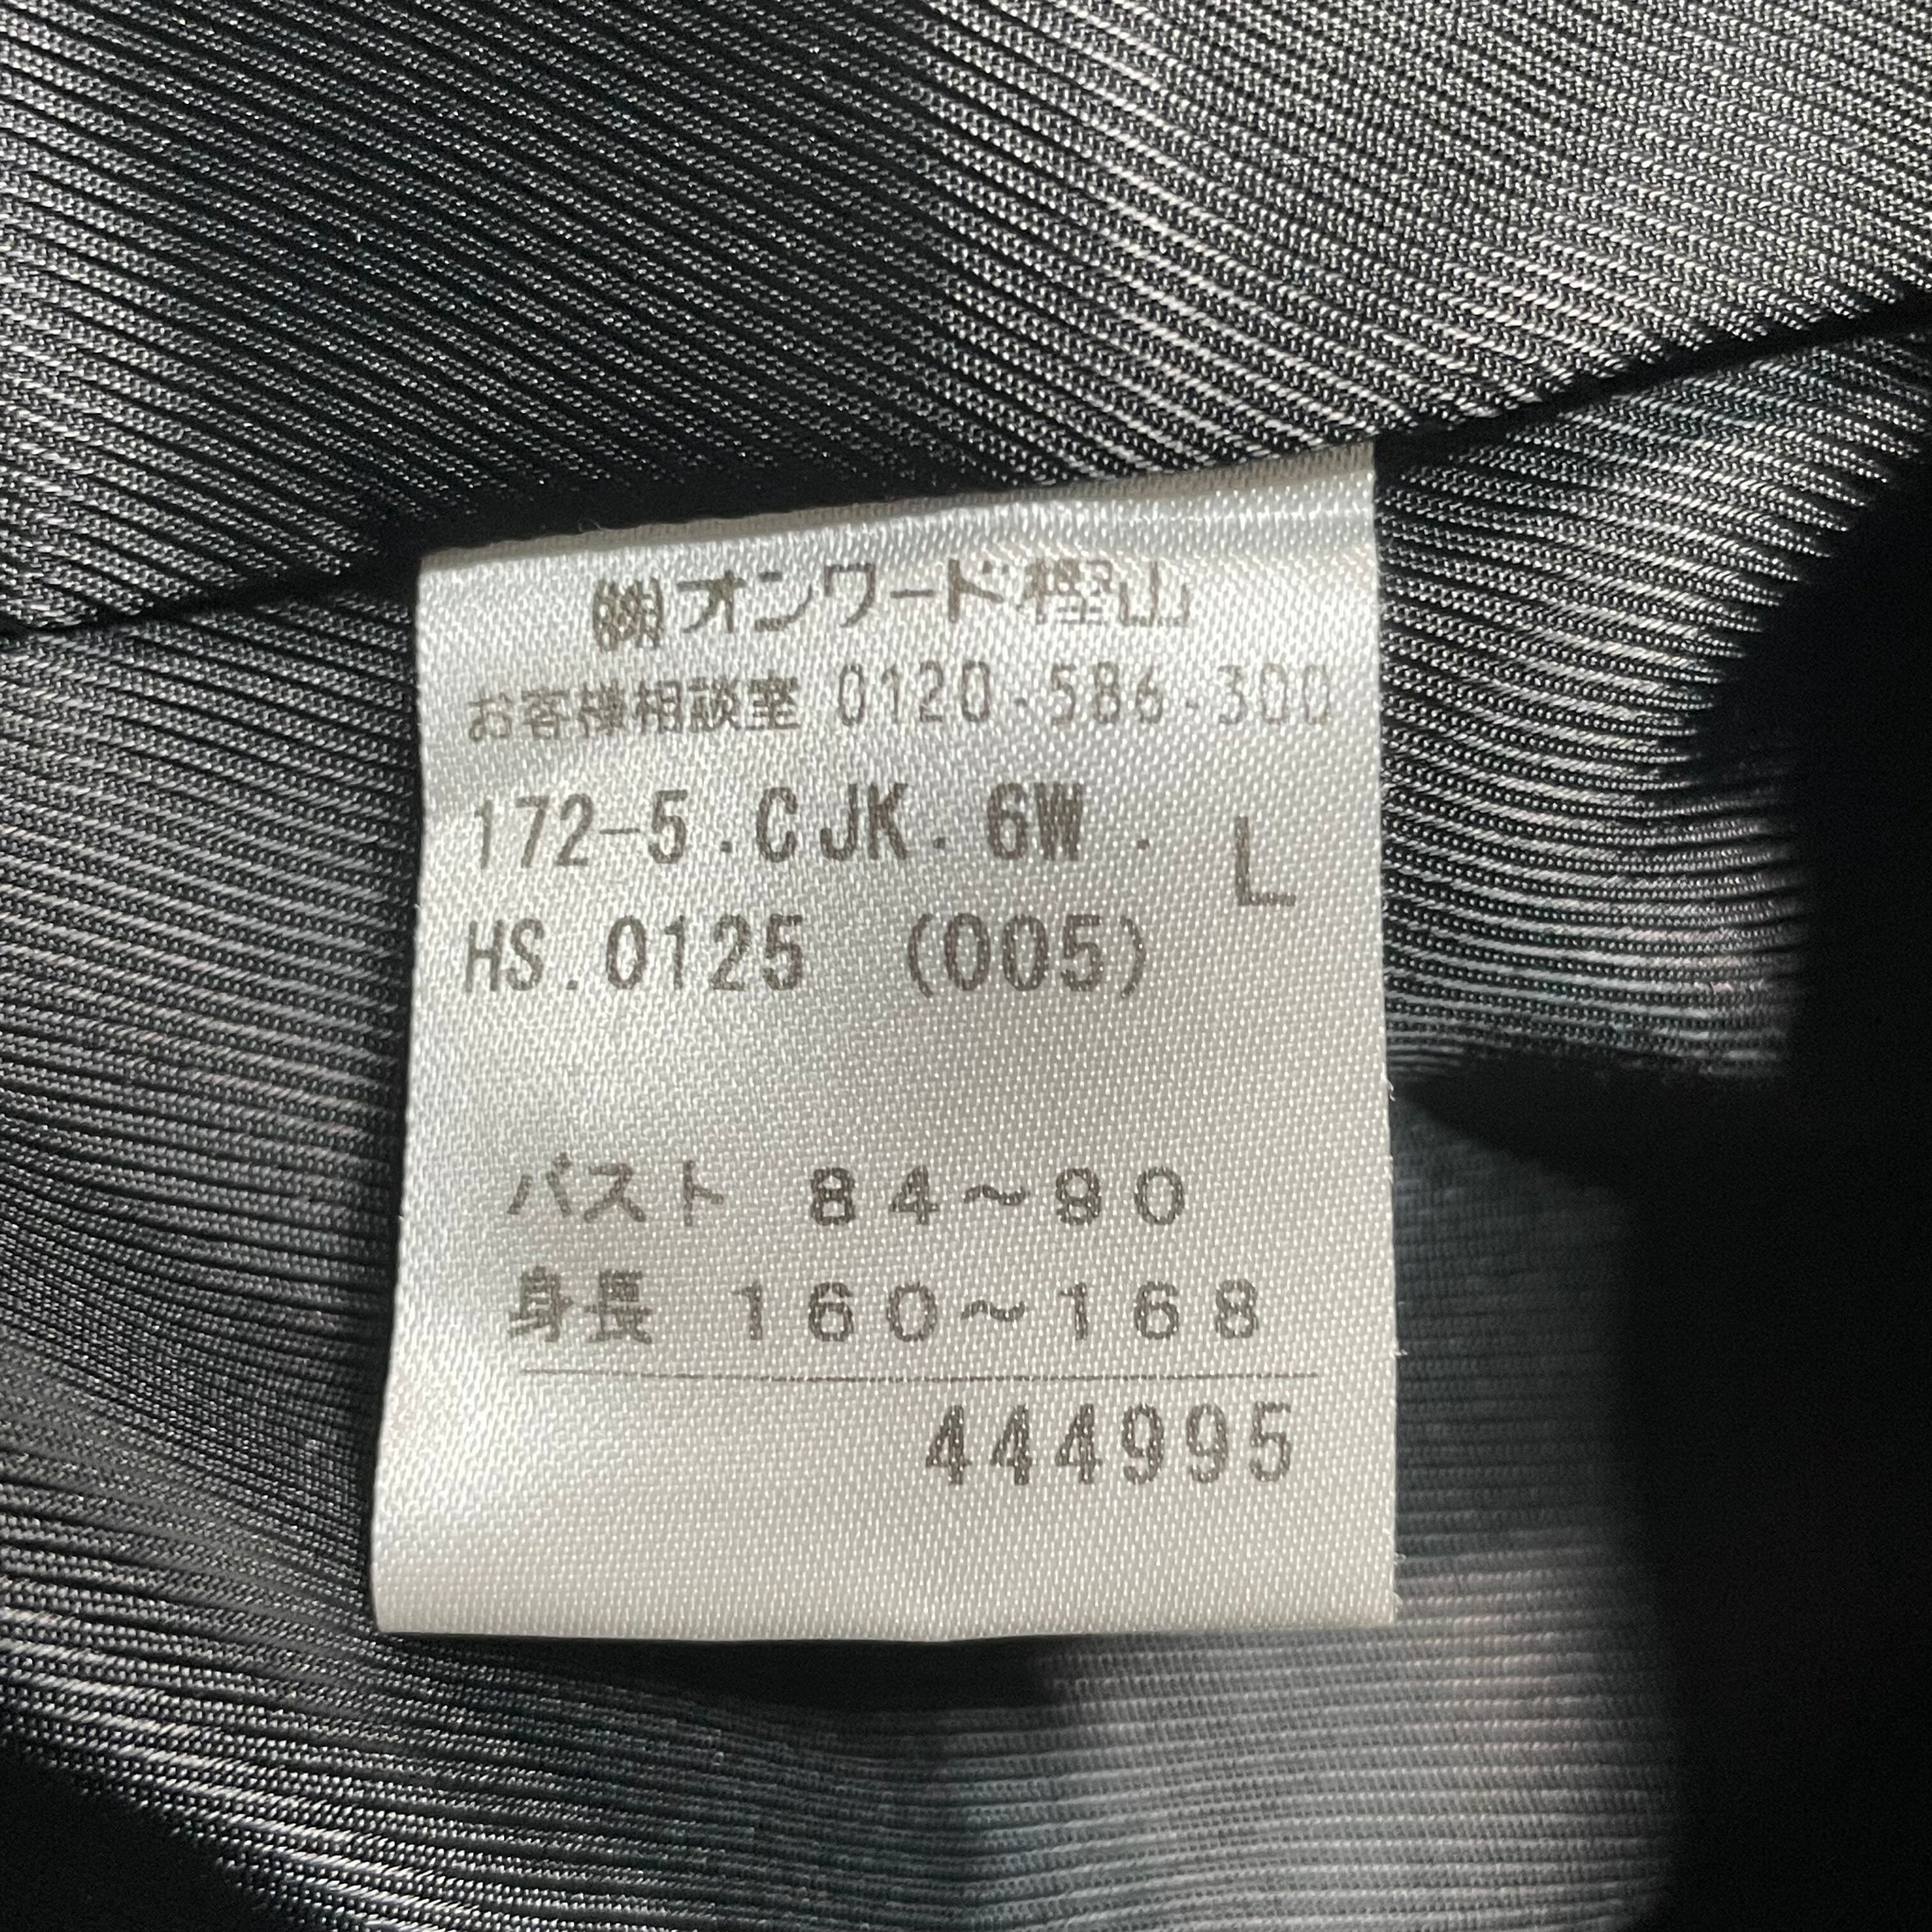 ㈱オンワード樫山
お客様相談室 0120-586-300
172-5.CJK.6W. L
HS.0125 (005)
バスト 84~90
身長 160~168
444995